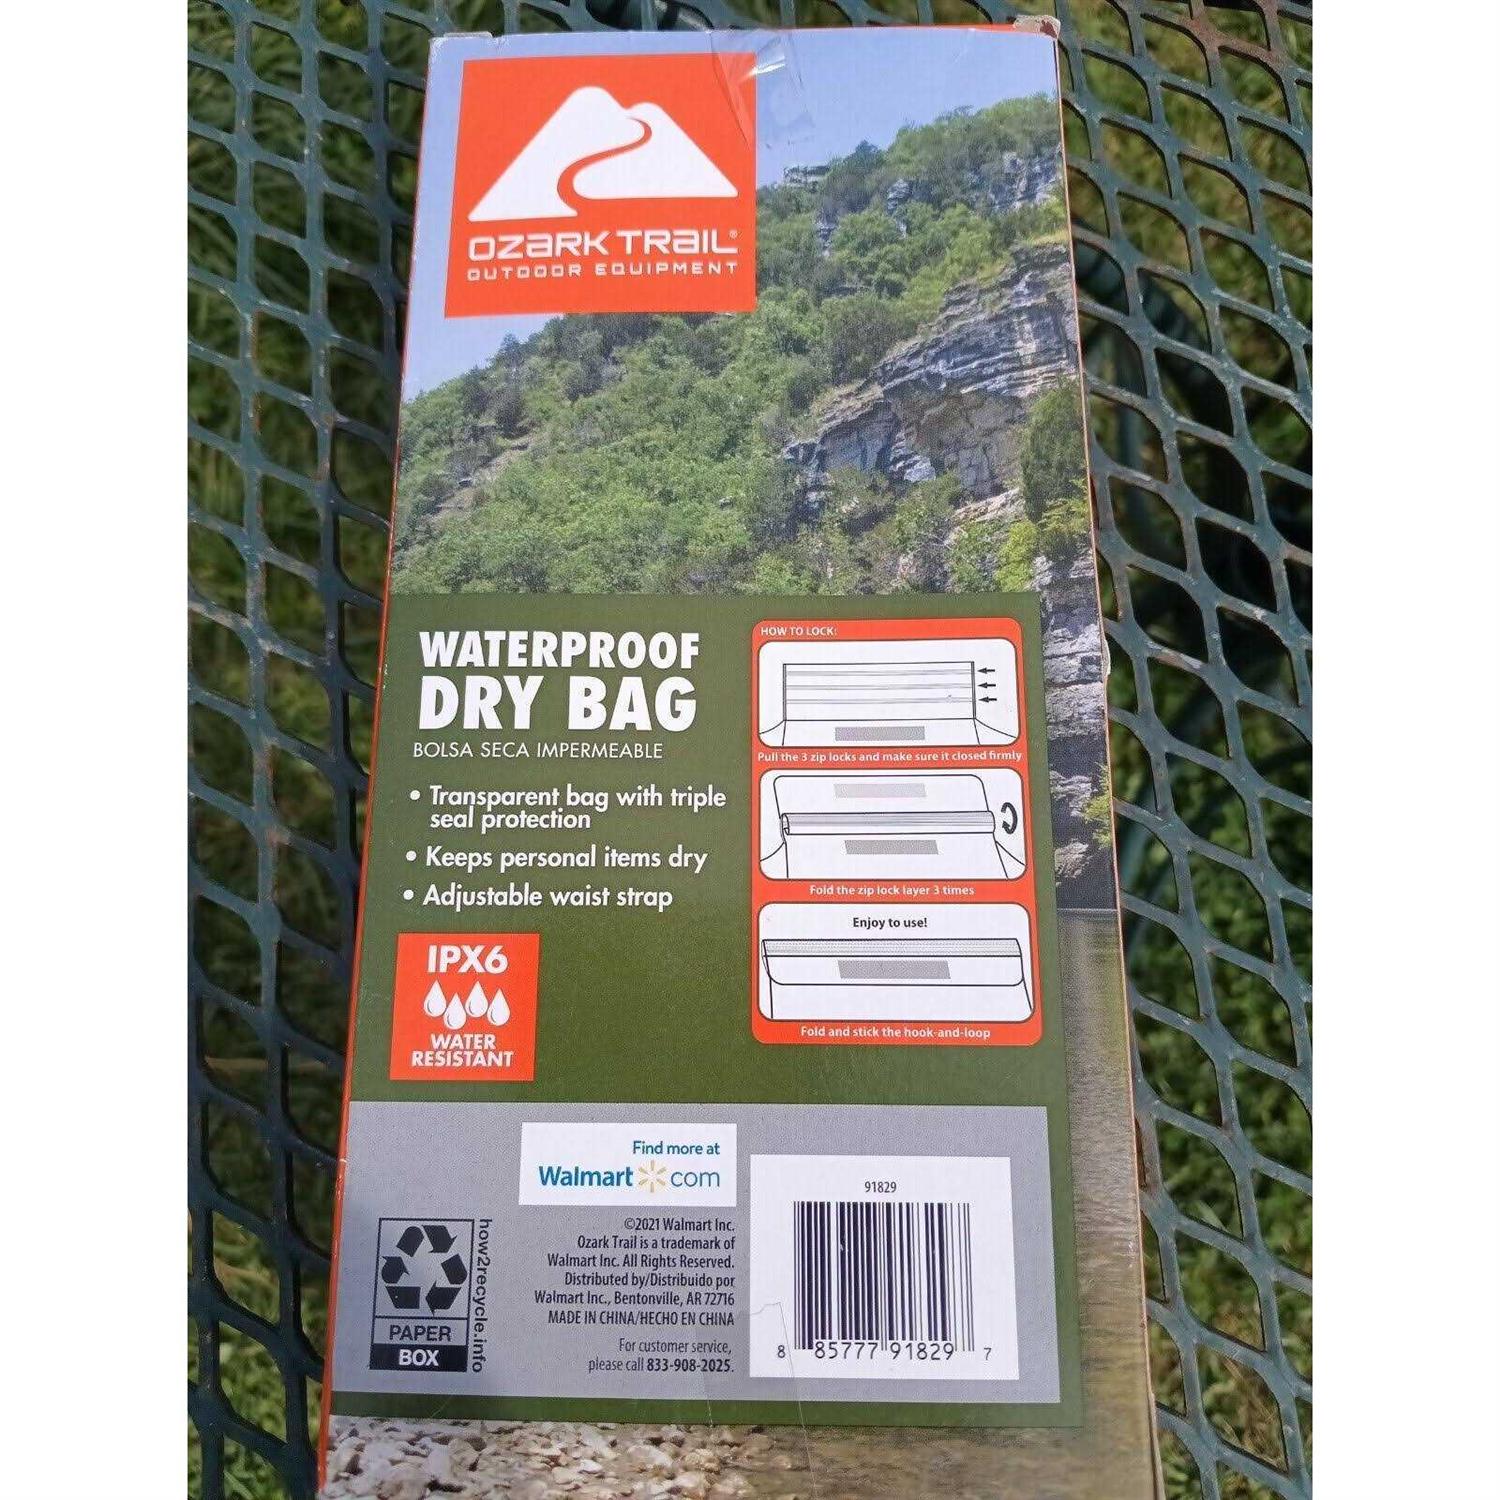 OZARK TRAIL®
OUTDOOR EQUIPMENT
WATERPROOF
DRY BAG
BOLSA SECA IMPERMEABLE
• Transparent bag with triple
seal protection
• Keeps personal items dry
• Adjustable waist strap
IPX6
WATER
RESISTANT
HOW TO LOCK:
Pull the 3 zip locks and make sure it closed firmly
Fold the zip lock layer 3 times
Enjoy to use!
Fold and stick the hook-and-loop
Find more at
Walmart com
©2021 Walmart Inc.
Ozark Trail is a trademark of
Walmart Inc. All Rights Reserved.
Distributed by/Distribuido por
Walmart Inc., Bentonville, AR 72716
MADE IN CHINA/HECHO EN CHINA
For customer service,
please call 833-908-2025.
how2recycle.info
PAPER
BOX
91829
8 85777 91829 7